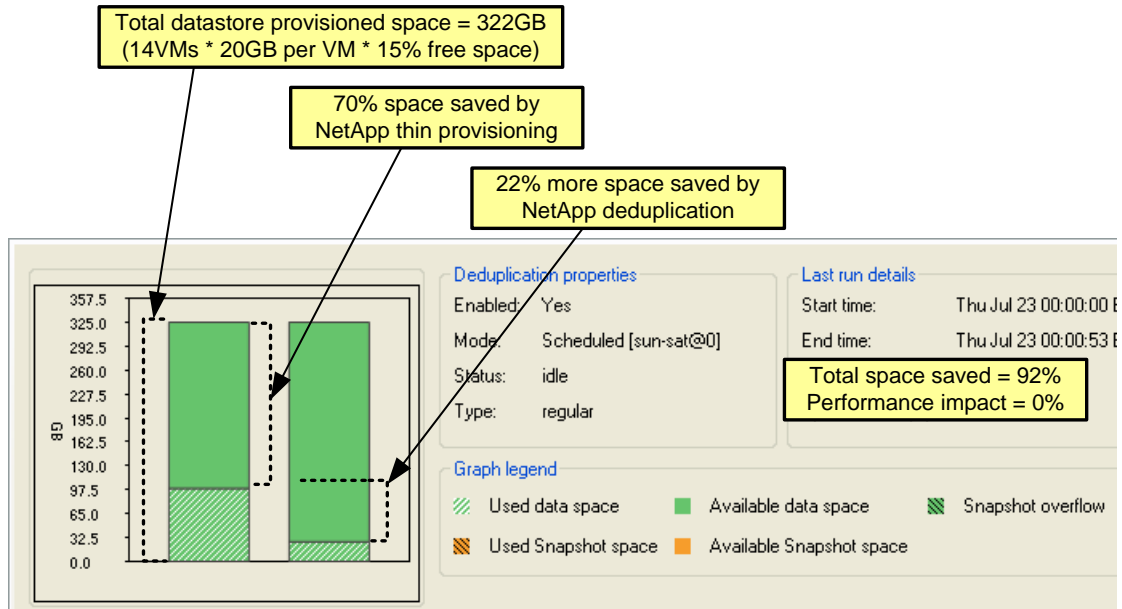 Total datastore provisioned space = 322GB
(14VMs * 20GB per VM * 15% free space)
70% space saved by
NetApp thin provisioning
22% more space saved by
NetApp deduplication
357.5
325.0
292.5
260.0
227.5
195.0
162.5
130.0
97.5
65.0
32.5
0.0
GB
Deduplication properties
Enabled: Yes
Mode: Scheduled [sun-sat@0]
Status: idle
Type: regular
Last run details
Start time: Thu Jul 23 00:00:00 E
End time: Thu Jul 23 00:00:53 E
Total space saved = 92%
Performance impact = 0%
Graph legend
Used data space
Available data space
Snapshot overflow
Used Snapshot space
Available Snapshot space